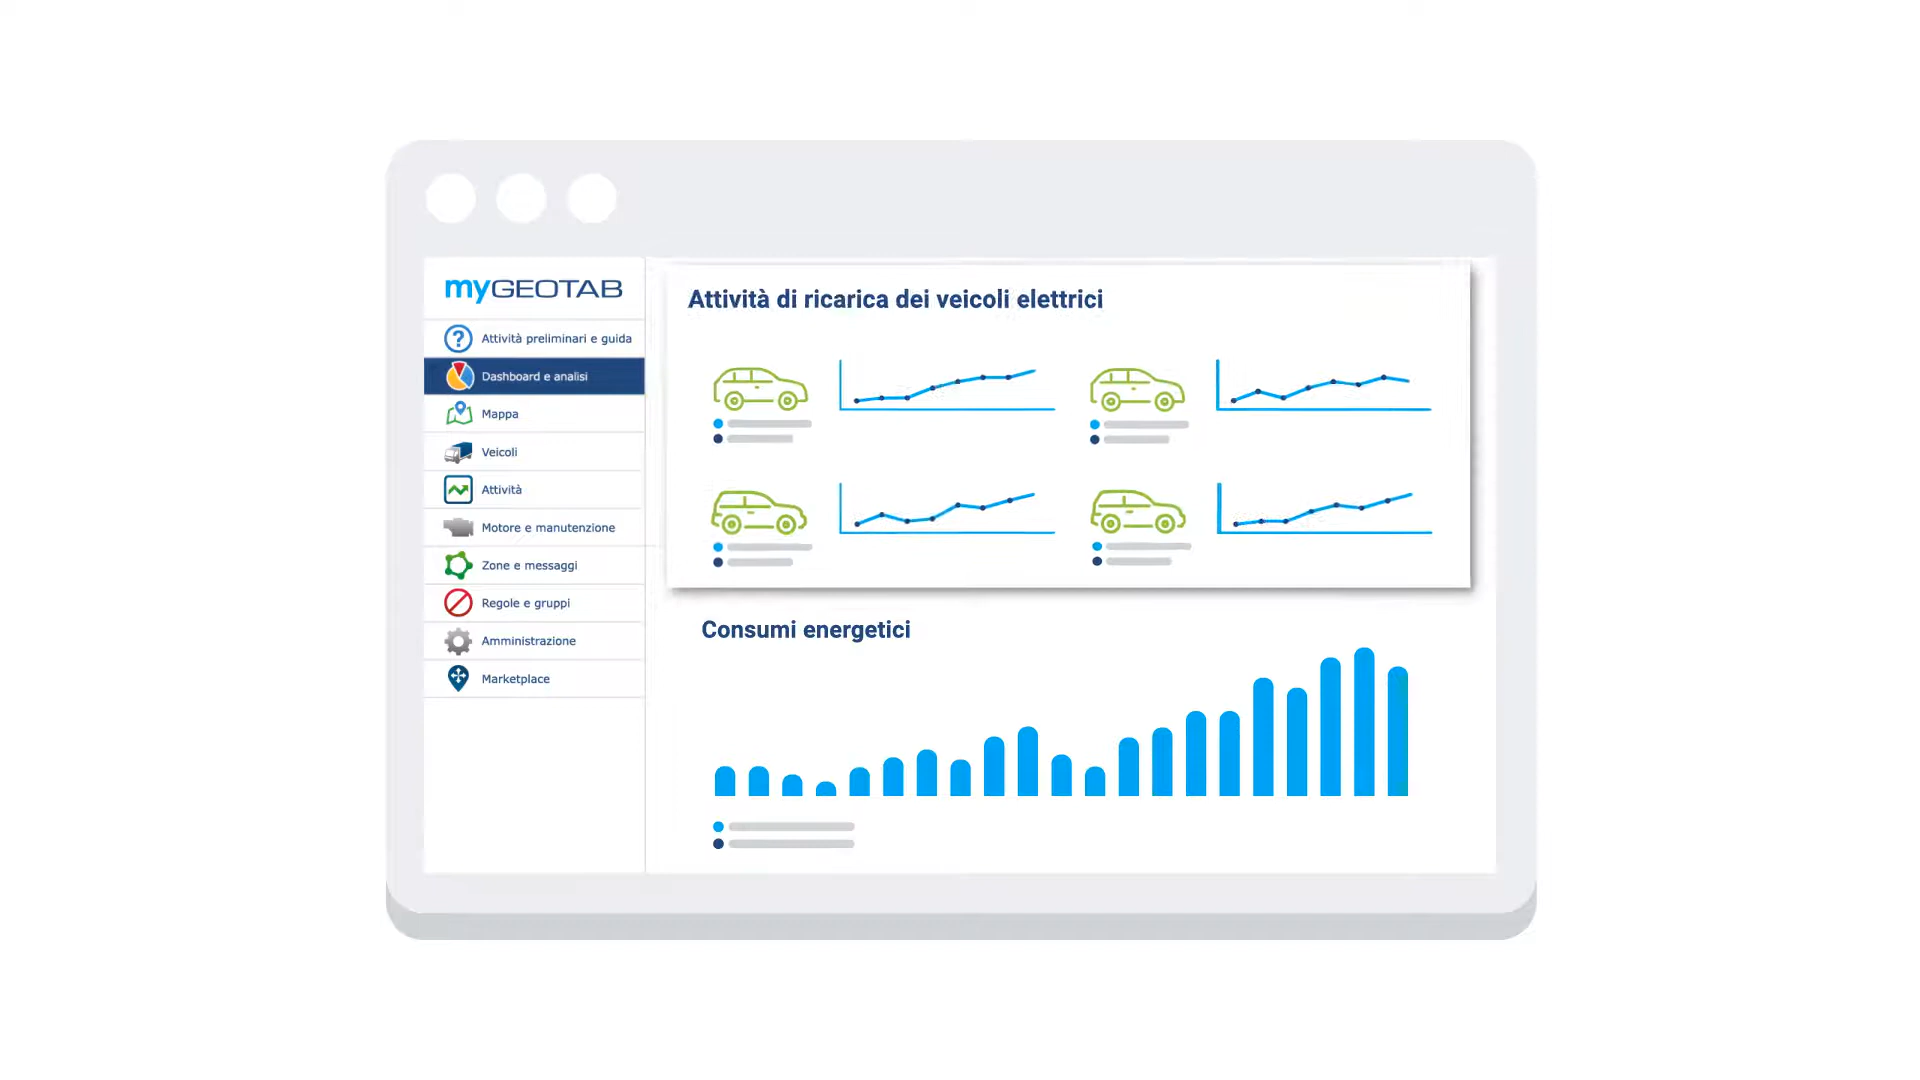 myGEOTAB
Attività preliminari e guida
Dashboard e analisi
Mappa
Veicoli
Attività
Motore e manutenzione
Zone e messaggi
Regole e gruppi
Amministrazione
Marketplace
Attività di ricarica dei veicoli elettrici
Consumi energetici